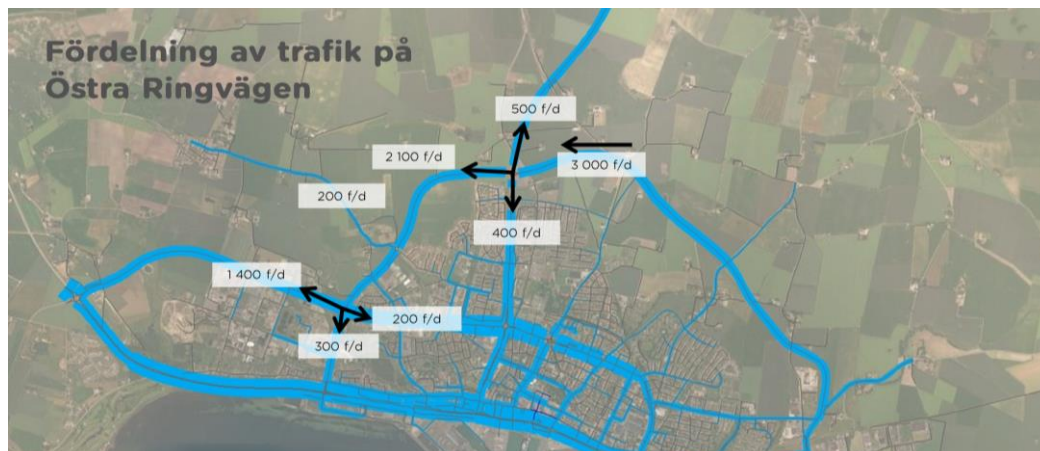 Fördelning av trafik på
Östra Ringvägen
500 f/d
2 100 f/d
3 000 f/d
200 f/d
400 f/d
1 400 f/d
200 f/d
300 f/d